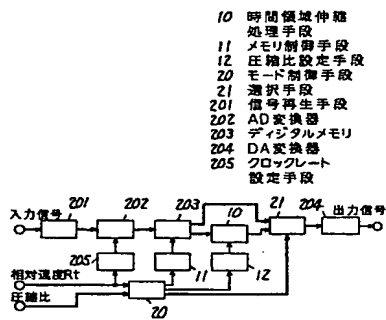 10 時間領域伸縮
処理手段
11 メモリ制御手段
12 圧縮比設定手段
20 モード制御手段
21 選択手段
201 信号再生手段
202 AD変換器
203 ディジタルメモリ
204 DA変換器
205 クロックレート
設定手段
入力信号 201 202 203 10 21 204 出力信号
205 11 12
相対速度Rt
圧縮比
20